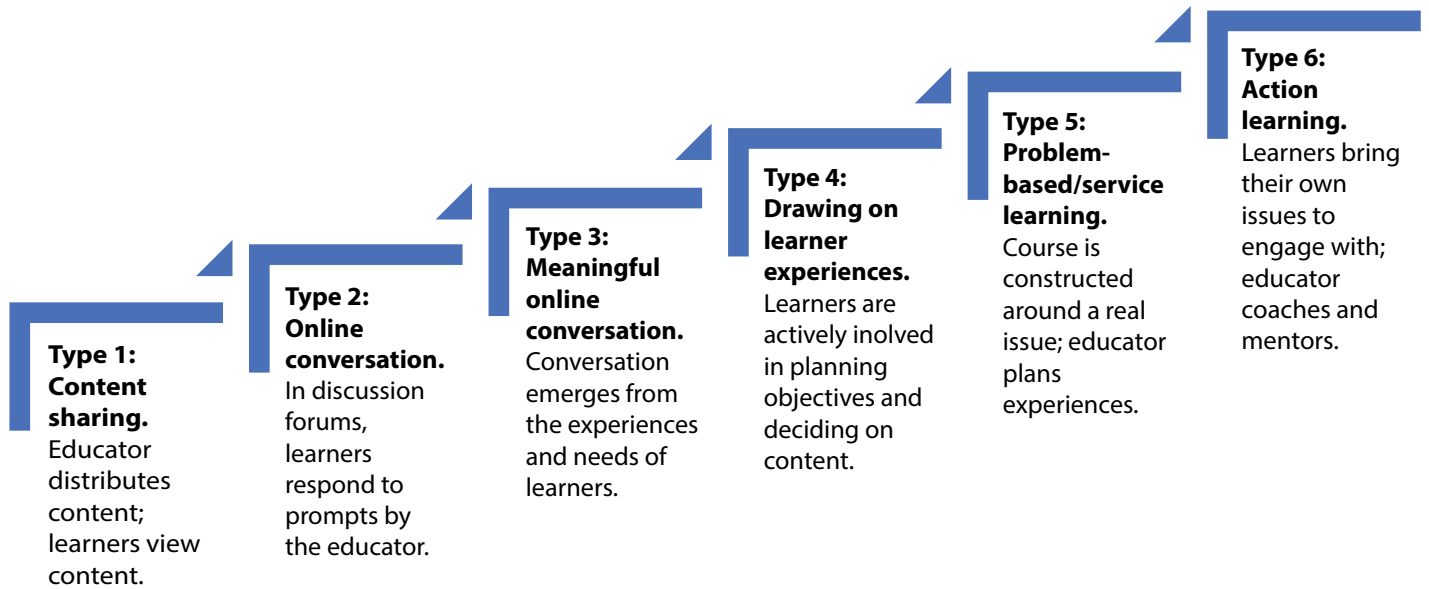 Type 1:
Content
sharing.
Educator
distributes
content;
learners view
content.
Type 2:
Online
conversation.
In discussion
forums,
learners
respond to
prompts by
the educator.
Type 3:
Meaningful
online
conversation.
Conversation
emerges from
the experiences
and needs of
learners.
Type 4:
Drawing on
learner
experiences.
Learners are
actively inolved
in planning
objectives and
deciding on
content.
Type 5:
Problem-
based/service
learning.
Course is
constructed
around a real
issue; educator
plans
experiences.
Type 6:
Action
learning.
Learners bring
their own
issues to
engage with;
educator
coaches and
mentors.